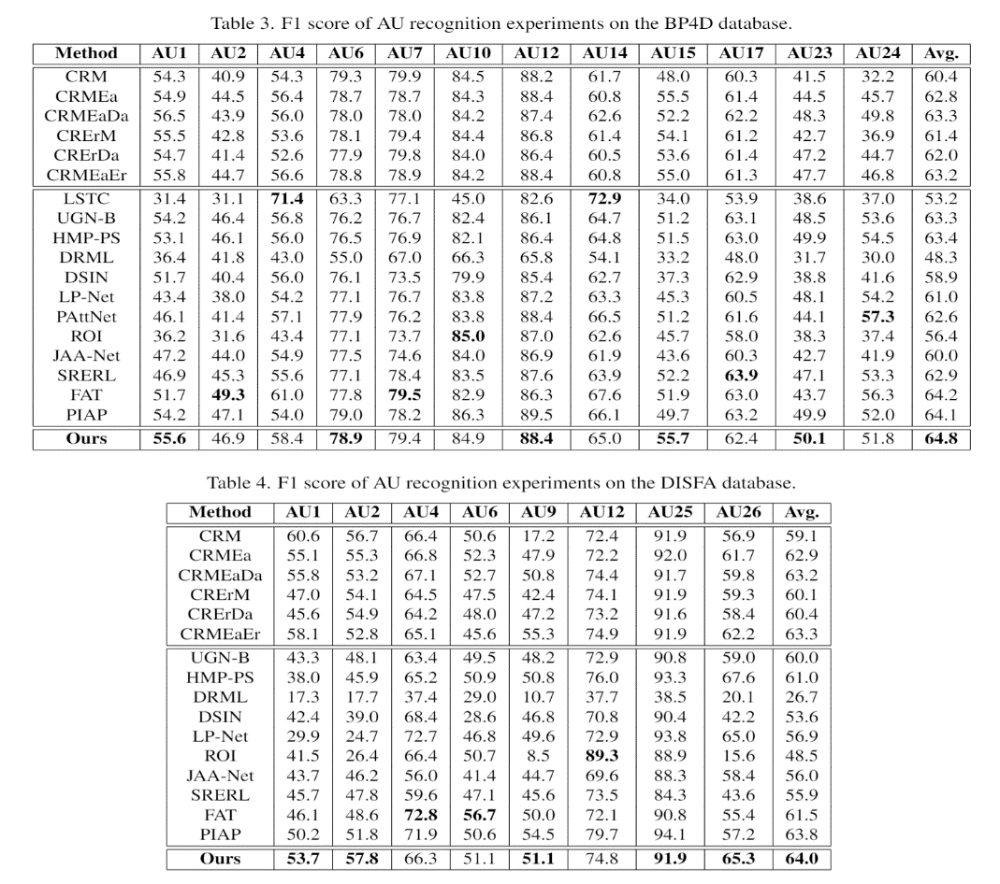 Table 3. F1 score of AU recognition experiments on the BP4D database.
Method AU1 AU2 AU4 AU6 AU7 AU10 AU12 AU14 AU15 AU17 AU23 AU24 Avg.
CRM 54.3 40.9 54.3 79.3 79.9 84.5 88.2 61.7 48.0 60.3 41.5 32.2 60.4
CRMEa 54.9 44.5 56.4 78.7 78.7 84.3 88.4 60.8 55.5 61.4 44.5 45.7 62.8
CRMEaDa 56.5 43.9 56.0 78.0 78.0 84.2 87.4 62.6 52.2 62.2 48.3 49.8 63.3
CRErM 55.5 42.8 53.6 78.1 79.4 84.4 86.8 61.4 54.1 61.2 42.7 36.9 61.4
CRErDa 54.7 41.4 52.6 77.9 79.8 84.0 86.4 60.5 53.6 61.4 47.2 44.7 62.0
CRMEaEr 55.8 44.7 56.6 78.8 78.9 84.2 88.4 60.8 55.0 61.3 47.7 46.8 63.2
LSTC 31.4 31.1 71.4 63.3 77.1 45.0 82.6 72.9 34.0 53.9 38.6 37.0 53.2
UGN-B 54.2 46.4 56.8 76.2 76.7 82.4 86.1 64.7 51.2 63.1 48.5 53.6 63.3
HMP-PS 53.1 46.1 56.0 76.5 76.9 82.1 86.4 64.8 51.5 63.0 49.9 54.5 63.4
DRML 36.4 41.8 43.0 55.0 67.0 66.3 65.8 54.1 33.2 48.0 31.7 30.0 48.3
DSIN 51.7 40.4 56.0 76.1 73.5 79.9 85.4 62.7 37.3 62.9 38.8 41.6 58.9
LP-Net 43.4 38.0 54.2 77.1 76.7 83.8 87.2 63.3 45.3 60.5 48.1 54.2 61.0
PAttNet 46.1 41.4 57.1 77.9 76.2 83.8 88.4 66.5 51.2 61.6 44.1 57.3 62.6
ROI 36.2 31.6 43.4 77.1 73.7 85.0 87.0 62.6 45.7 58.0 38.3 37.4 56.4
JAA-Net 47.2 44.0 54.9 77.5 74.6 84.0 86.9 61.9 43.6 60.3 42.7 41.9 60.0
SRERL 46.9 45.3 55.6 77.1 78.4 83.5 87.6 63.9 52.2 63.9 47.1 53.3 62.9
FAT 51.7 49.3 61.0 77.8 79.5 82.9 86.3 67.6 51.9 63.0 43.7 56.3 64.2
PIAP 54.2 47.1 54.0 79.0 78.2 86.3 89.5 66.1 49.7 63.2 49.9 52.0 64.1
Ours 55.6 46.9 58.4 78.9 79.4 84.9 88.4 65.0 55.7 62.4 50.1 51.8 64.8
Table 4. F1 score of AU recognition experiments on the DISFA database.
Method AU1 AU2 AU4 AU6 AU9 AU12 AU25 AU26 Avg.
CRM 60.6 56.7 66.4 50.6 17.2 72.4 91.9 56.9 59.1
CRMEa 55.1 55.3 66.8 52.3 47.9 72.2 92.0 61.7 62.9
CRMEaDa 55.8 53.2 67.1 52.7 50.8 74.4 91.7 59.8 63.2
CRErM 47.0 54.1 64.5 47.5 42.4 74.1 91.9 59.3 60.1
CRErDa 45.6 54.9 64.2 48.0 47.2 73.2 91.6 58.4 60.4
CRMEaEr 58.1 52.8 65.1 45.6 55.3 74.9 91.9 62.2 63.3
UGN-B 43.3 48.1 63.4 49.5 48.2 72.9 90.8 59.0 60.0
HMP-PS 38.0 45.9 65.2 50.9 50.8 76.0 93.3 67.6 61.0
DRML 17.3 17.7 37.4 29.0 10.7 37.7 38.5 20.1 26.7
DSIN 42.4 39.0 68.4 28.6 46.8 70.8 90.4 42.2 53.6
LP-Net 29.9 24.7 72.7 46.8 49.6 72.9 93.8 65.0 56.9
ROI 41.5 26.4 66.4 50.7 8.5 89.3 88.9 15.6 48.5
JAA-Net 43.7 46.2 56.0 41.4 44.7 69.6 88.3 58.4 56.0
SRERL 45.7 47.8 59.6 47.1 45.6 73.5 84.3 43.6 55.9
FAT 46.1 48.6 72.8 56.7 50.0 72.1 90.8 55.4 61.5
PIAP 50.2 51.8 71.9 50.6 54.5 79.7 94.1 57.2 63.8
Ours 53.7 57.8 66.3 51.1 51.1 74.8 91.9 65.3 64.0